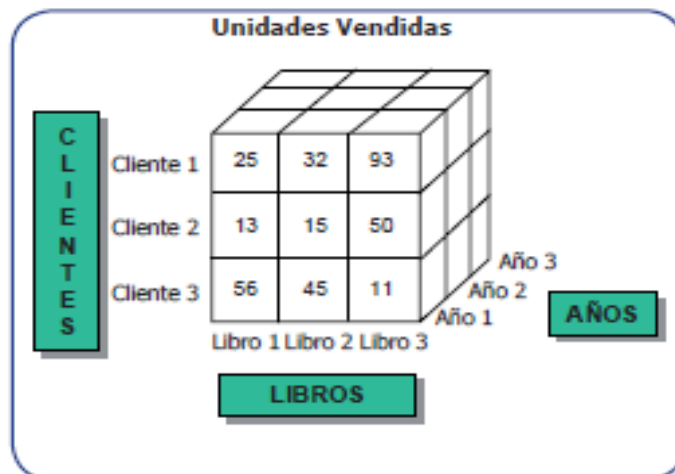 Unidades Vendidas
CLIENTES
Cliente 1 25 32 93
Cliente 2 13 15 50
Cliente 3 56 45 11
Año 3
Año 2
Año 1
AÑOS
Libro 1 Libro 2 Libro 3
LIBROS